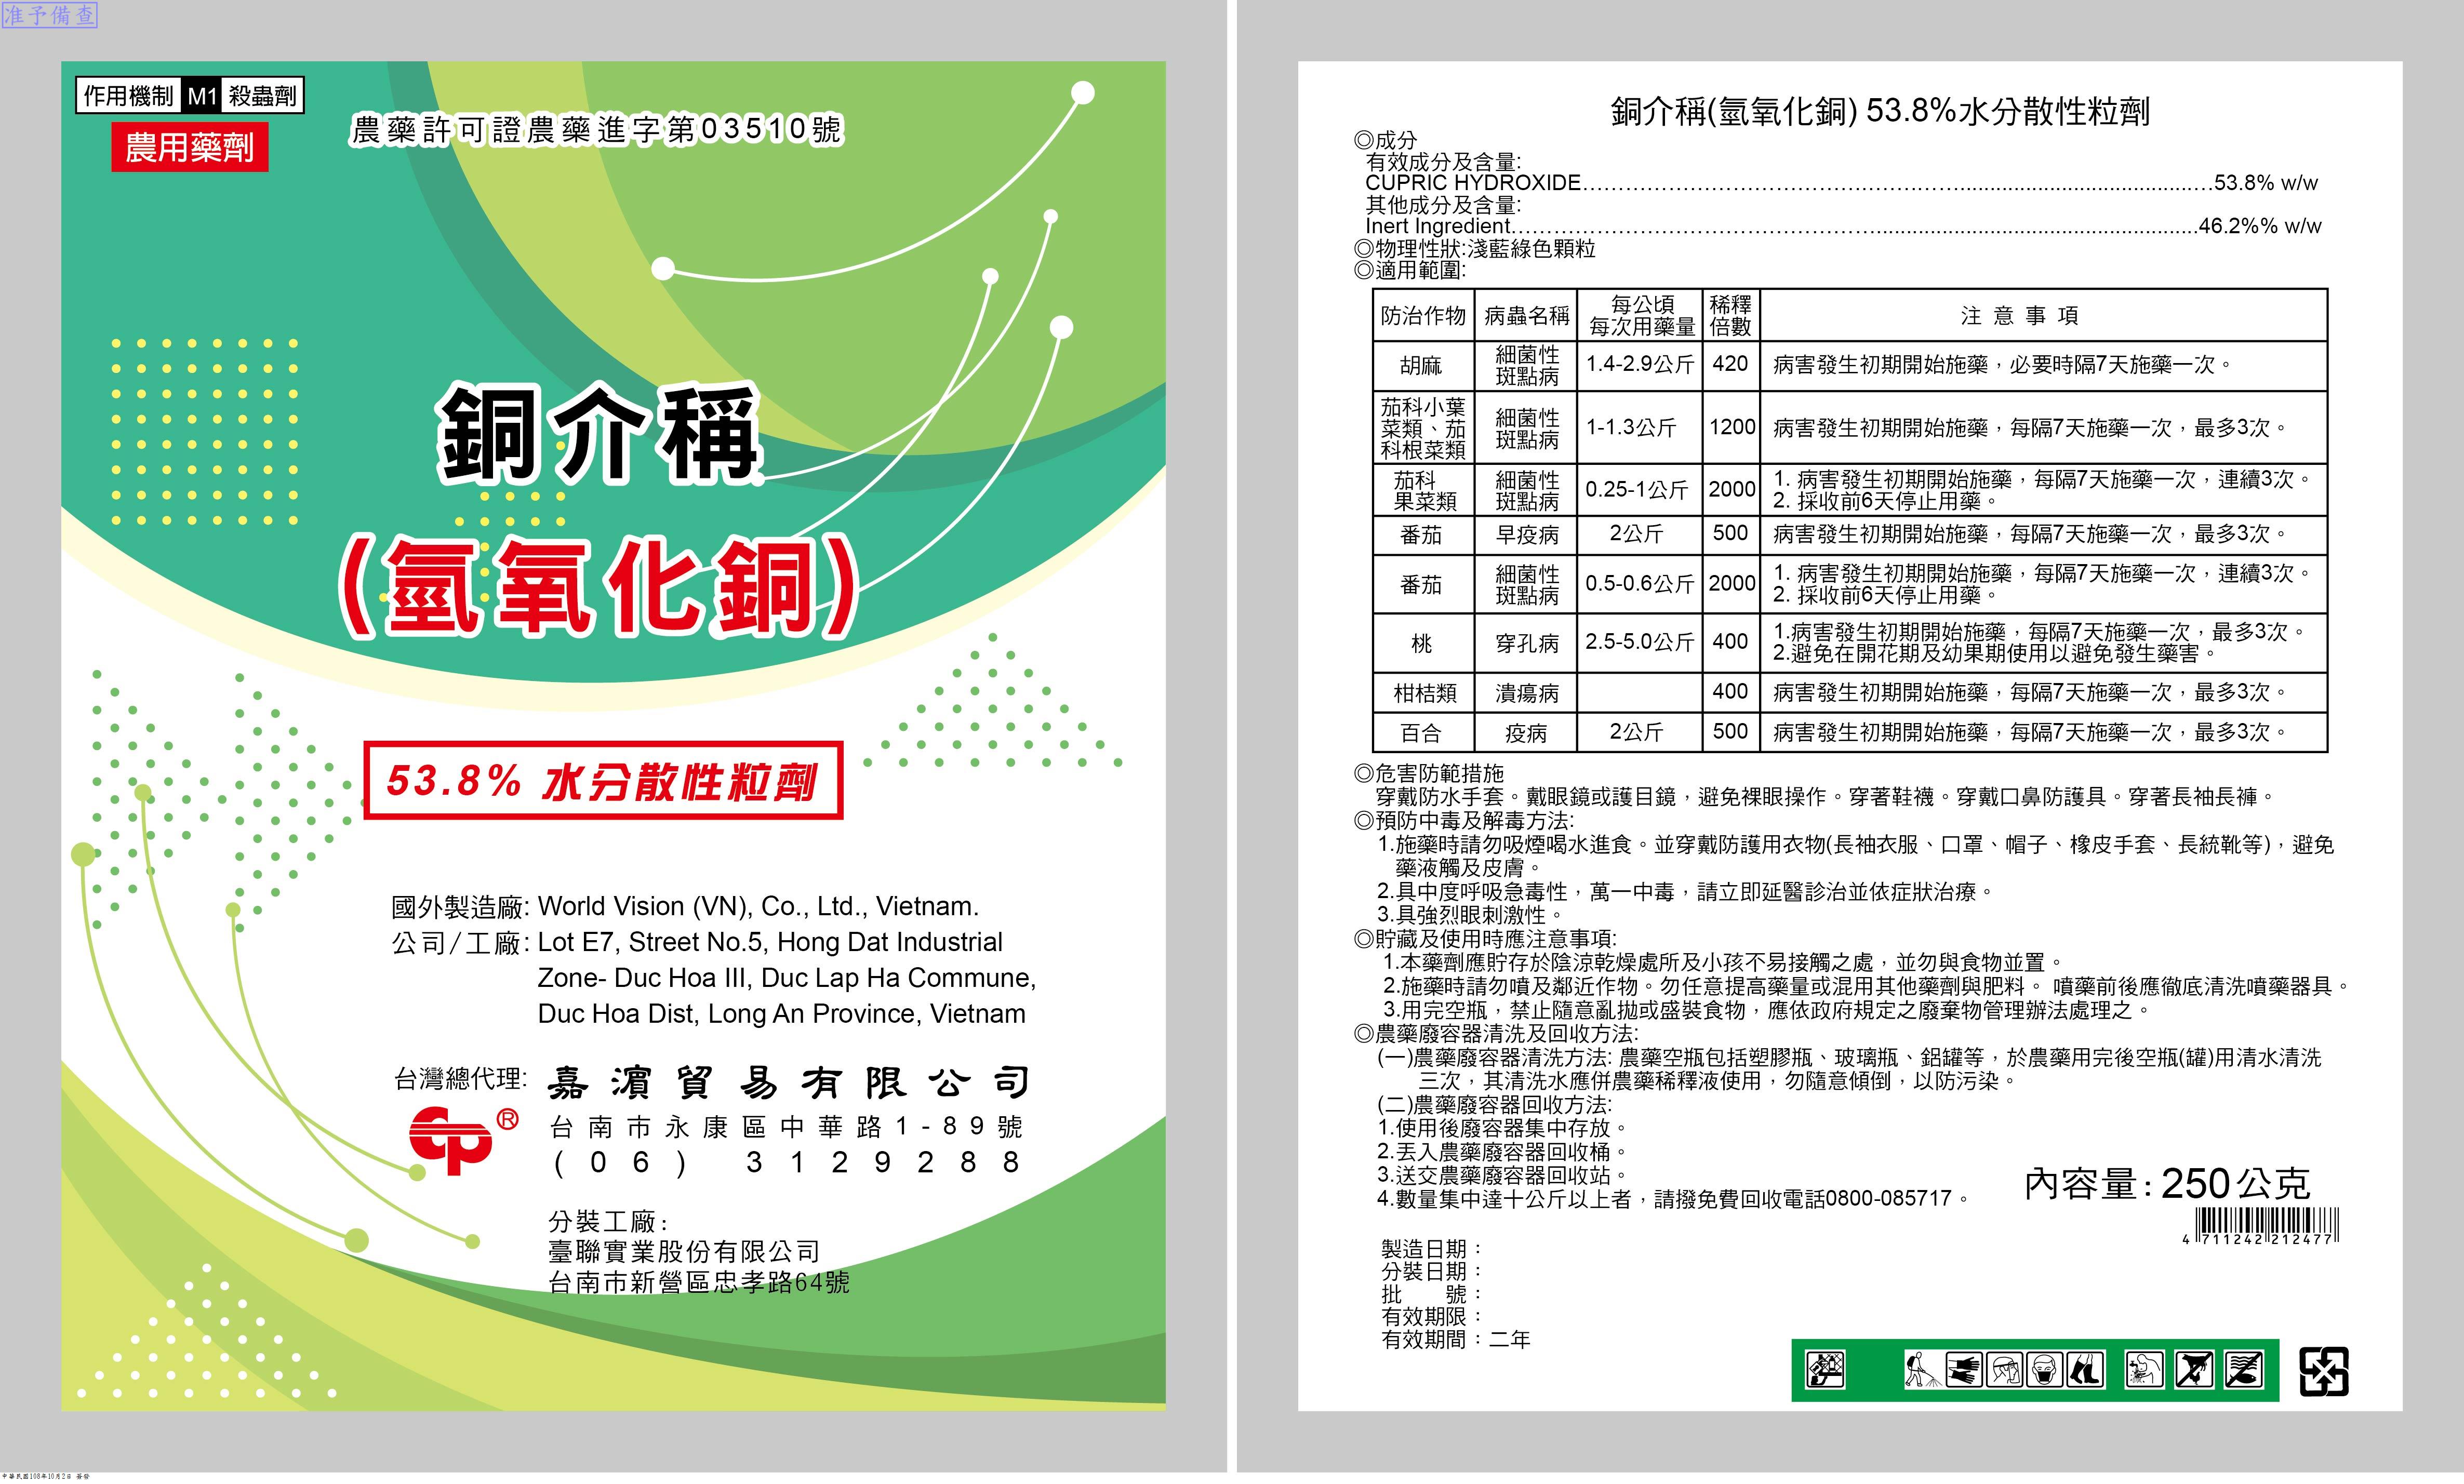 准予備查
作用機制 M1 殺蟲劑
農用藥劑
農藥許可證農藥進字第03510號
銅介稱
(氫氧化銅)
53.8% 水分散性粒劑
國外製造廠: World Vision (VN), Co., Ltd., Vietnam.
公司/工廠: Lot E7, Street No.5, Hong Dat Industrial
Zone- Duc Hoa III, Duc Lap Ha Commune,
Duc Hoa Dist, Long An Province, Vietnam
台灣總代理: 嘉濵貿易有限公司
Cp®
台南市永康區中華路1-89號
(06) 3129288
分裝工廠:
臺聯實業股份有限公司
台南市新營區忠孝路64號
中華民國108年10月2日 簽發
銅介稱(氫氧化銅) 53.8%水分散性粒劑
◎成分
有效成分及含量:
CUPRIC HYDROXIDE...53.8% w/w
其他成分及含量:
Inert Ingredient...46.2%% w/w
◎物理性狀:淺藍綠色顆粒
◎適用範圍:
防治作物 病蟲名稱 每公頃 每次用藥量 稀釋 倍數 注 意 事 項
胡麻 細菌性 斑點病 1.4-2.9公斤 420 病害發生初期開始施藥，必要時隔7天施藥一次。
茄科小葉 菜類、茄 科根菜類 細菌性 斑點病 1-1.3公斤 1200 病害發生初期開始施藥，每隔7天施藥一次，最多3次。
茄科 果菜類 細菌性 斑點病 0.25-1公斤 2000 1. 病害發生初期開始施藥，每隔7天施藥一次，連續3次。
2. 採收前6天停止用藥。
番茄 早疫病 2公斤 500 病害發生初期開始施藥，每隔7天施藥一次，最多3次。
番茄 細菌性 斑點病 0.5-0.6公斤 2000 1. 病害發生初期開始施藥，每隔7天施藥一次，連續3次。
2. 採收前6天停止用藥。
桃 穿孔病 2.5-5.0公斤 400 1.病害發生初期開始施藥，每隔7天施藥一次，最多3次。
2.避免在開花期及幼果期使用以避免發生藥害。
柑桔類 潰瘍病 400 病害發生初期開始施藥，每隔7天施藥一次，最多3次。
百合 疫病 2公斤 500 病害發生初期開始施藥，每隔7天施藥一次，最多3次。
◎危害防範措施
穿戴防水手套。戴眼鏡或護目鏡，避免裸眼操作。穿著鞋襪。穿戴口鼻防護具。穿著長袖長褲。
◎預防中毒及解毒方法:
1.施藥時請勿吸煙喝水進食。並穿戴防護用衣物(長袖衣服、口罩、帽子、橡皮手套、長統靴等)，避免
藥液觸及皮膚。
2.具中度呼吸急毒性，萬一中毒，請立即延醫診治並依症狀治療。
3.具強烈眼刺激性。
◎貯藏及使用時應注意事項:
1.本藥劑應貯存於陰涼乾燥處所及小孩不易接觸之處，並勿與食物並置。
2.施藥時請勿噴及鄰近作物。勿任意提高藥量或混用其他藥劑與肥料。 噴藥前後應徹底清洗噴藥器具。
3.用完空瓶，禁止隨意亂拋或盛裝食物，應依政府規定之廢棄物管理辦法處理之。
◎農藥廢容器清洗及回收方法:
(一)農藥廢容器清洗方法: 農藥空瓶包括塑膠瓶、玻璃瓶、鋁罐等，於農藥用完後空瓶(罐)用清水清洗
三次，其清洗水應併農藥稀釋液使用，勿隨意傾倒，以防污染。
(二)農藥廢容器回收方法:
1.使用後廢容器集中存放。
2.丟入農藥廢容器回收桶。
3.送交農藥廢容器回收站。
4.數量集中達十公斤以上者，請撥免費回收電話0800-085717。
內容量: 250公克
4 711242 212477
製造日期：
分裝日期：
批　號：
有效期限：
有效期間：二年